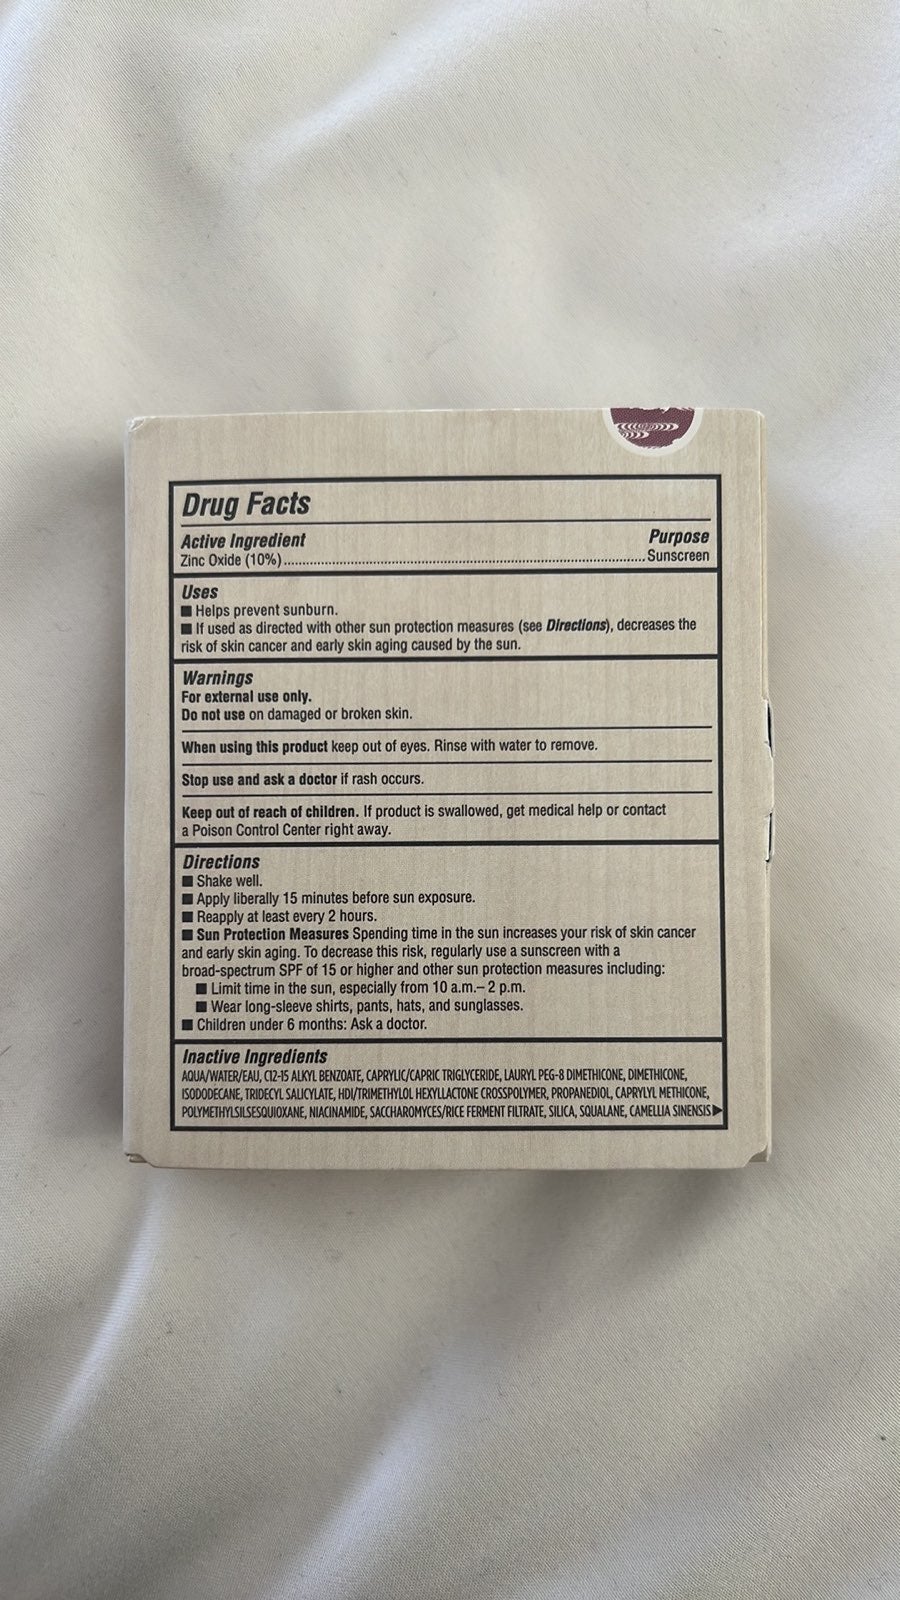 Drug Facts
Active Ingredient Purpose
Zinc Oxide (10%)........................................................................Sunscreen
Uses
■ Helps prevent sunburn.
■ If used as directed with other sun protection measures (see Directions), decreases the
risk of skin cancer and early skin aging caused by the sun.
Warnings
For external use only.
Do not use on damaged or broken skin.
When using this product keep out of eyes. Rinse with water to remove.
Stop use and ask a doctor if rash occurs.
Keep out of reach of children. If product is swallowed, get medical help or contact
a Poison Control Center right away.
Directions
■ Shake well.
■ Apply liberally 15 minutes before sun exposure.
■ Reapply at least every 2 hours.
■ Sun Protection Measures Spending time in the sun increases your risk of skin cancer
and early skin aging. To decrease this risk, regularly use a sunscreen with a
broad-spectrum SPF of 15 or higher and other sun protection measures including:
■ Limit time in the sun, especially from 10 a.m.– 2 p.m.
■ Wear long-sleeve shirts, pants, hats, and sunglasses.
■ Children under 6 months: Ask a doctor.
Inactive Ingredients
AQUA/WATER/EAU, C12-15 ALKYL BENZOATE, CAPRYLIC/CAPRIC TRIGLYCERIDE, LAURYL PEG-8 DIMETHICONE, DIMETHICONE,
ISODODECANE, TRIDECYL SALICYLATE, HDI/TRIMETHYLOL HEXYLLACTONE CROSSPOLYMER, PROPANEDIOL, CAPRYLYL METHICONE,
POLYMETHYLSILSESQUIOXANE, NIACINAMIDE, SACCHAROMYCES/RICE FERMENT FILTRATE, SILICA, SQUALANE, CAMELLIA SINENSIS▶